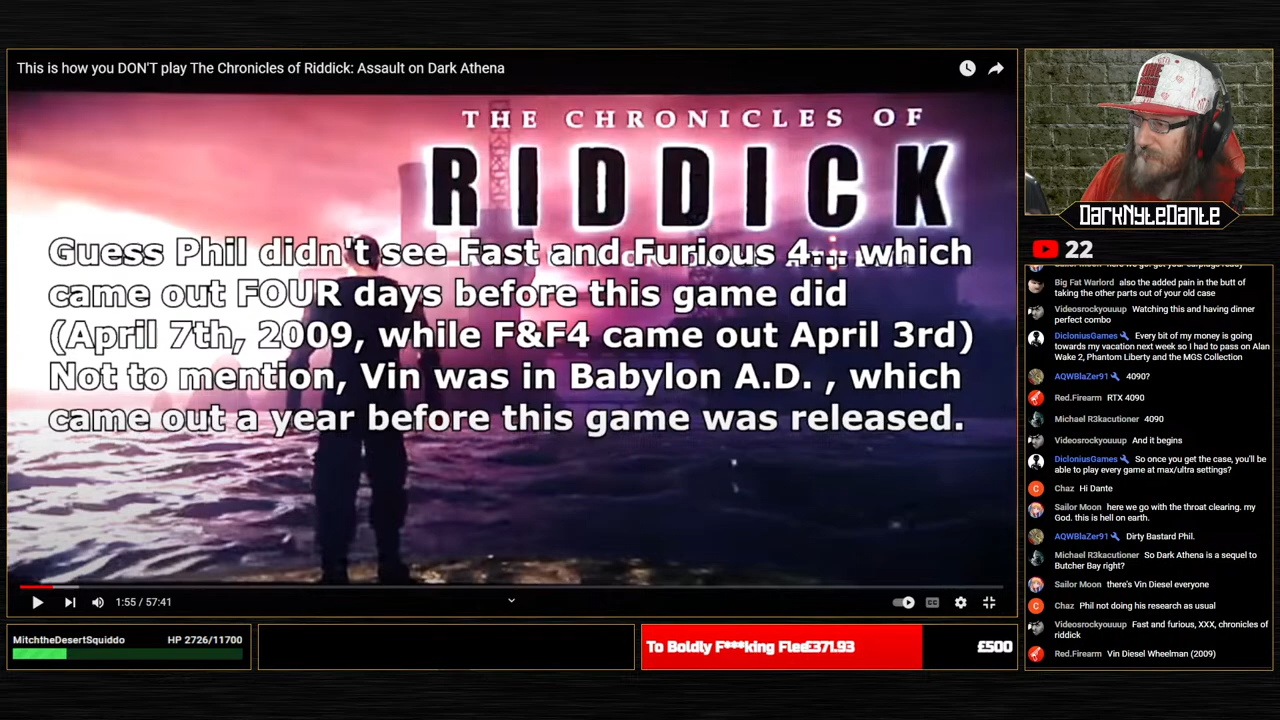 This is how you DON'T play The Chronicles of Riddick: Assault on Dark Athena
THE CHRONICLES OF
RIDDICK
Guess Phil didn't see Fast and Furious 4... which
came out FOUR days before this game did
(April 7th, 2009, while F&F4 came out April 3rd)
Not to mention, Vin was in Babylon A.D. , which
came out a year before this game was released.
1:55 / 57:41
MitchtheDesertSquiddo HP 2726/11700
To Boldly F***king Flee£371.93 £500
DarkNyteDante
22
Big Fat Warlord also the added pain in the butt of
taking the other parts out of your old case
Videosrockyouuup Watching this and having dinner
perfect combo
DicloniusGames Every bit of my money is going
towards my vacation next week so I had to pass on Alan
Wake 2, Phantom Liberty and the MGS Collection
AQWBlaZer91 4090?
Red.Firearm RTX 4090
Michael R3kacutioner 4090
Videosrockyouuup And it begins
DicloniusGames So once you get the case, you'll be
able to play every game at max/ultra settings?
C Chaz Hi Dante
Sailor Moon here we go with the throat clearing. my
God. this is hell on earth.
AQWBlaZer91 Dirty Bastard Phil.
Michael R3kacutioner So Dark Athena is a sequel to
Butcher Bay right?
Sailor Moon there's Vin Diesel everyone
C Chaz Phil not doing his research as usual
Videosrockyouuup Fast and furious, XXX, chronicles of
riddick
Red.Firearm Vin Diesel Wheelman (2009)